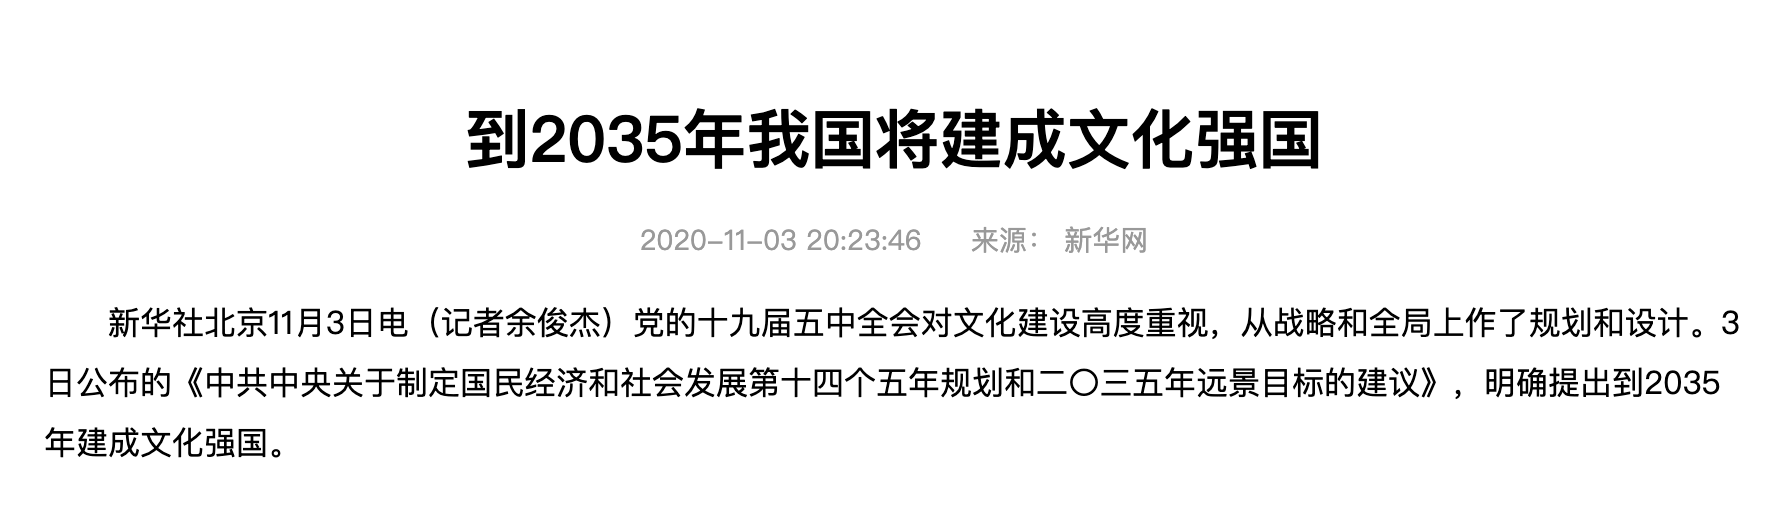 到2035年我国将建成文化强国
2020-11-03 20:23:46 来源： 新华网
新华社北京11月3日电（记者余俊杰）党的十九届五中全会对文化建设高度重视，从战略和全局上作了规划和设计。3
日公布的《中共中央关于制定国民经济和社会发展第十四个五年规划和二〇三五年远景目标的建议》，明确提出到2035
年建成文化强国。